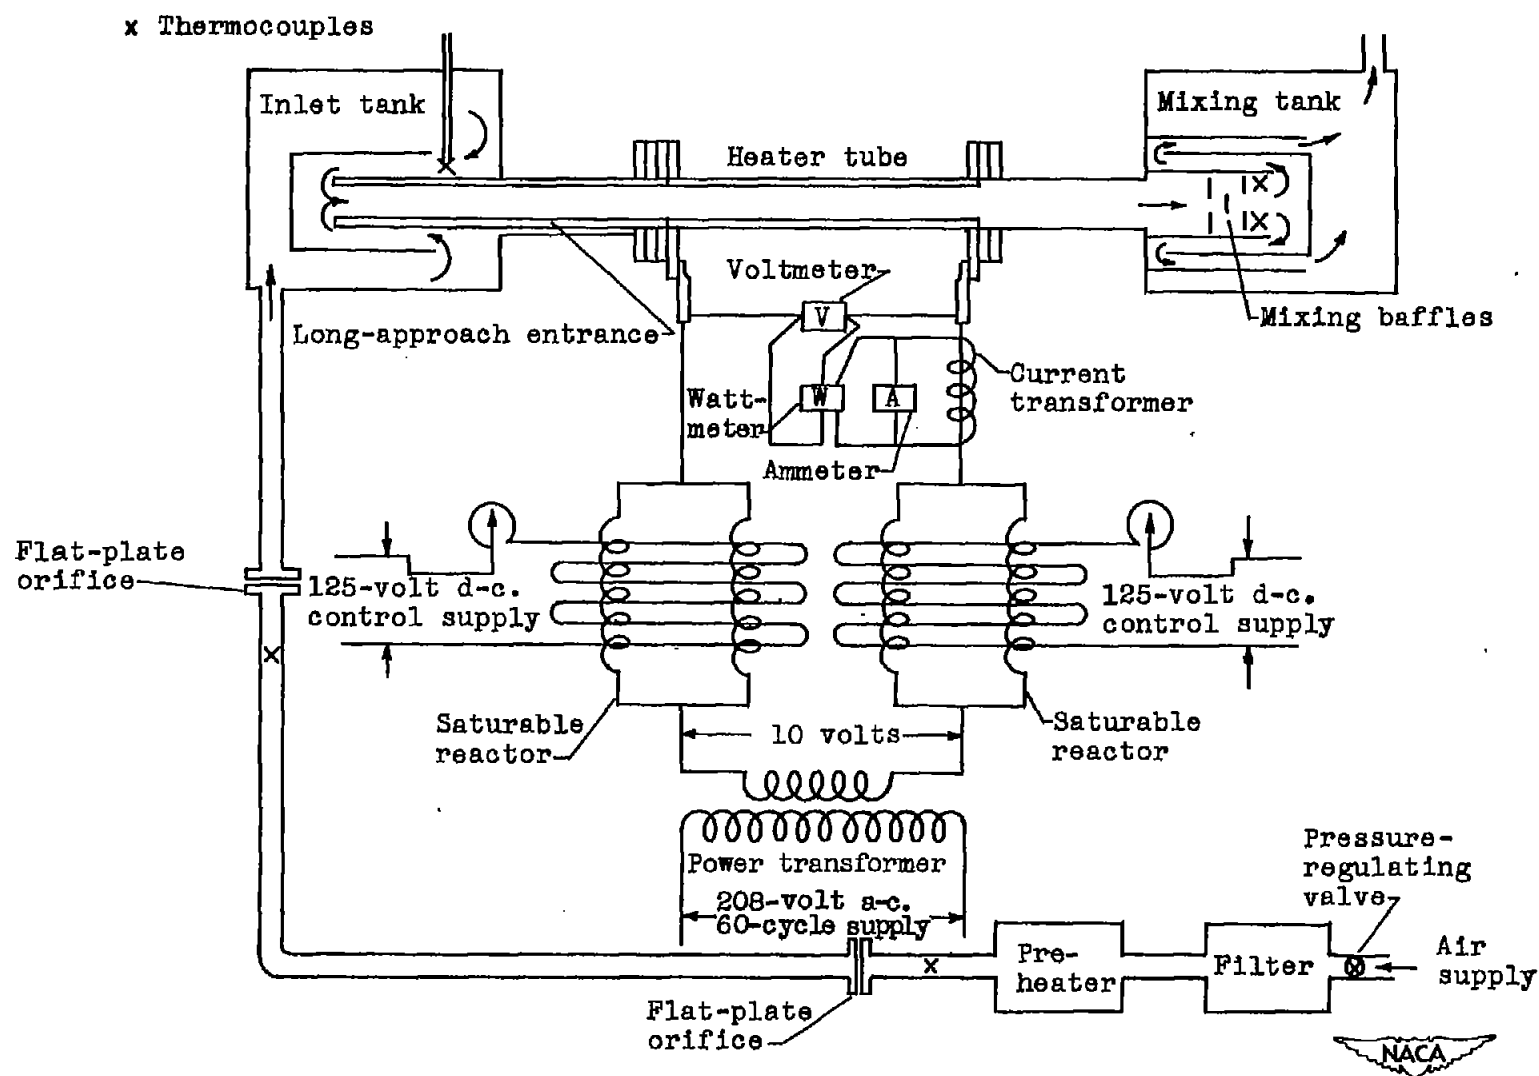 x Thermocouples
Inlet tank
Mixing tank
Heater tube
Voltmeter
V
Long-approach entrance
Mixing baffles
Watt-
meter
W
A
Current
transformer
Ammeter
Flat-plate
orifice
125-volt d-c.
control supply
125-volt d-c.
control supply
Saturable
reactor
10 volts
Saturable
reactor
Power transformer
208-volt a-c.
60-cycle supply
Pressure-
regulating
valve
Pre-
heater
Filter
Air
supply
Flat-plate
orifice
NACA